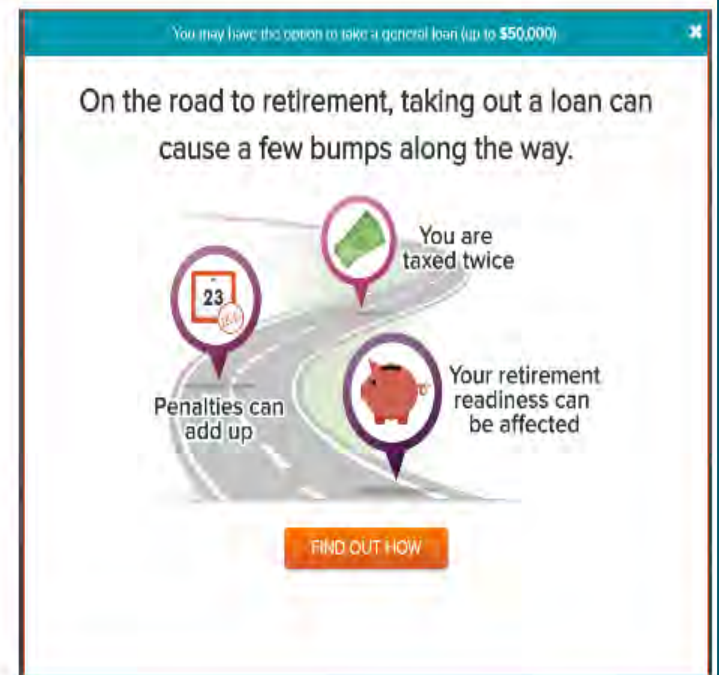 You may have the option to take a general loan (up to $50,000)
On the road to retirement, taking out a loan can
cause a few bumps along the way.
You are
taxed twice
23
Penalties can
add up
Your retirement
readiness can
be affected
FIND OUT HOW